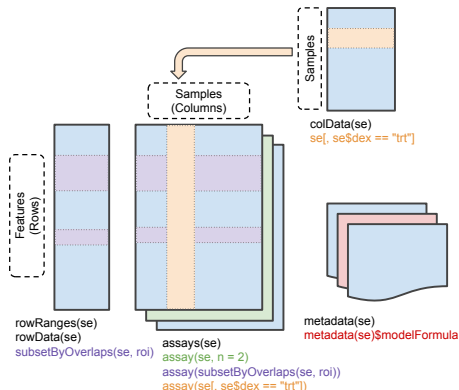 Samples
Samples
(Columns)
colData(se)
se[, se$dex == "trt"]
Features
(Rows)
rowRanges(se)
rowData(se)
subsetByOverlaps(se, roi)
assays(se)
assay(se, n = 2)
assay(subsetByOverlaps(se, roi))
assay(se[, se$dex == "trt"])
metadata(se)
metadata(se)$modelFormula